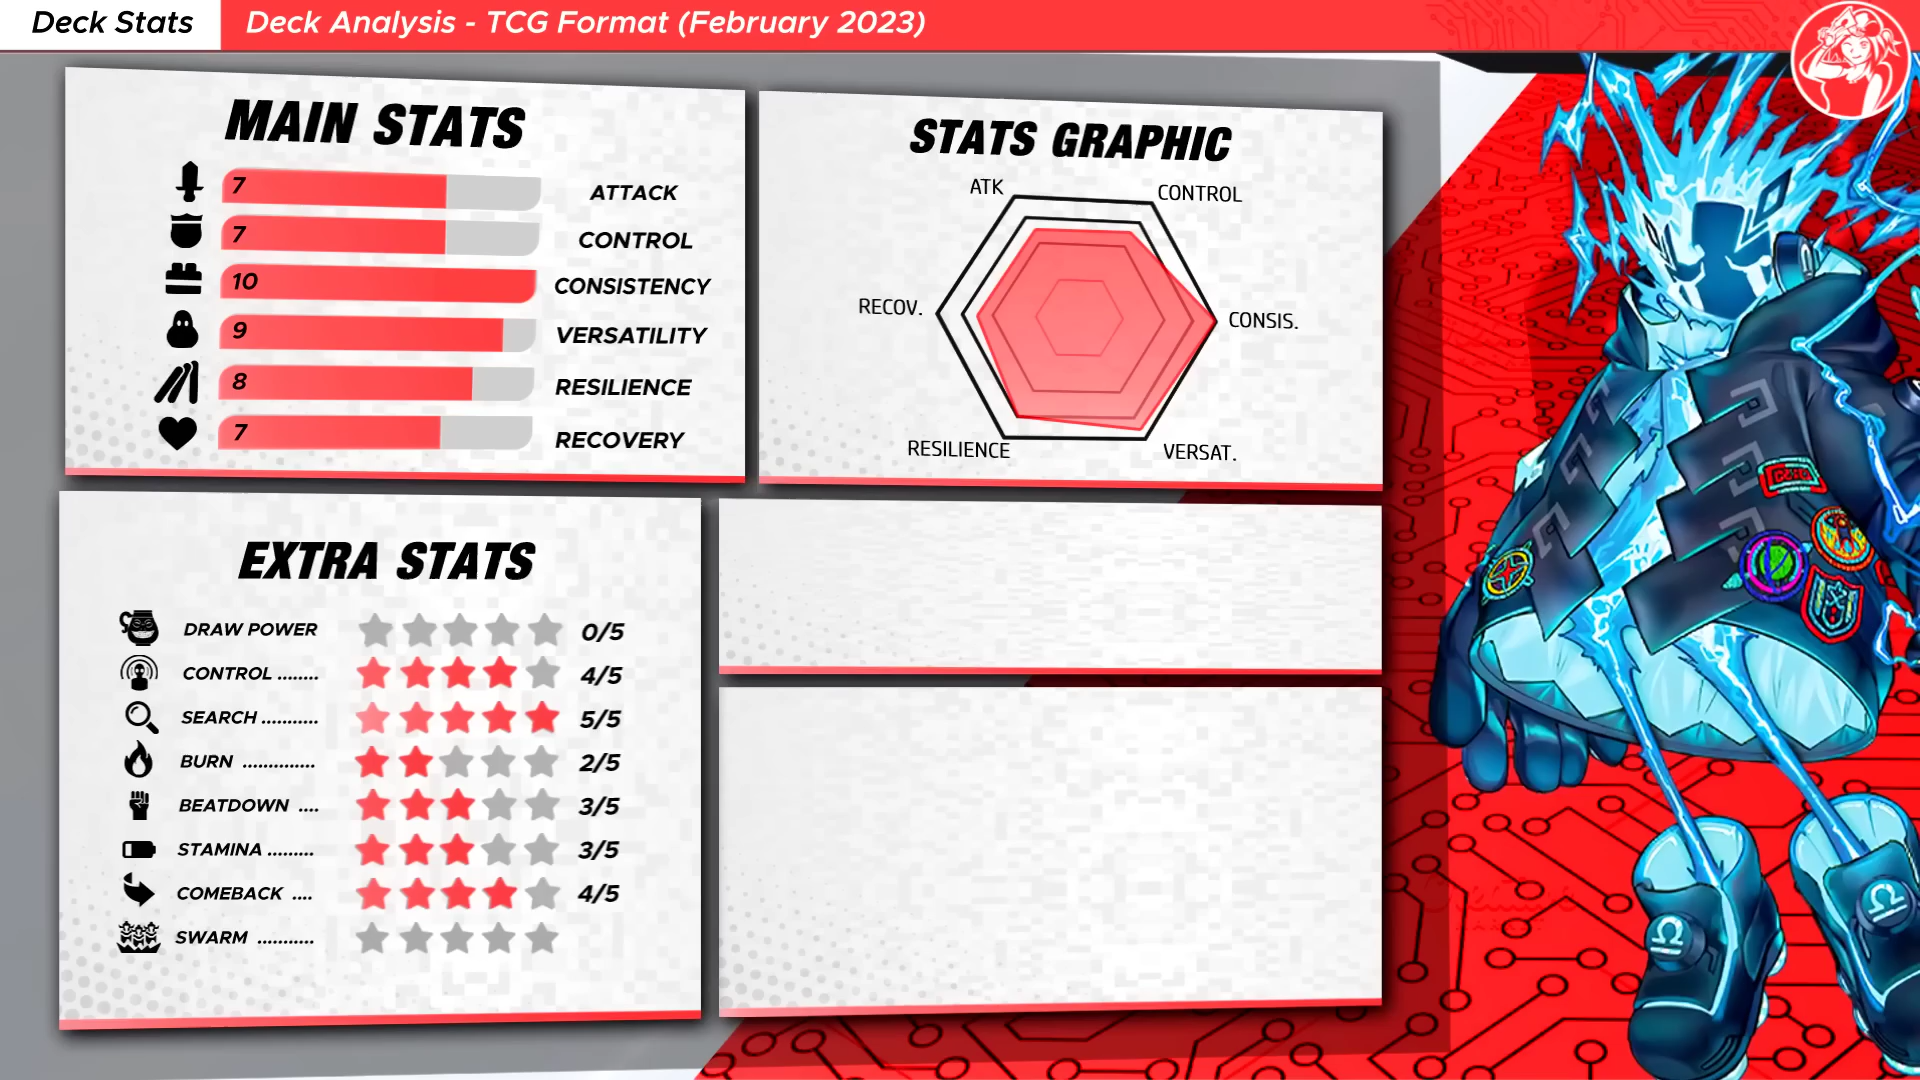 Deck Stats
Deck Analysis - TCG Format (February 2023)
MAIN STATS
7 ATTACK
7 CONTROL
10 CONSISTENCY
9 VERSATILITY
8 RESILIENCE
7 RECOVERY
STATS GRAPHIC
ATK CONTROL
RECOV. CONSIS.
RESILIENCE VERSAT.
EXTRA STATS
DRAW POWER 0/5
CONTROL ........ 4/5
SEARCH ........... 5/5
BURN .............. 2/5
BEATDOWN .... 3/5
STAMINA ......... 3/5
COMEBACK .... 4/5
SWARM ...........